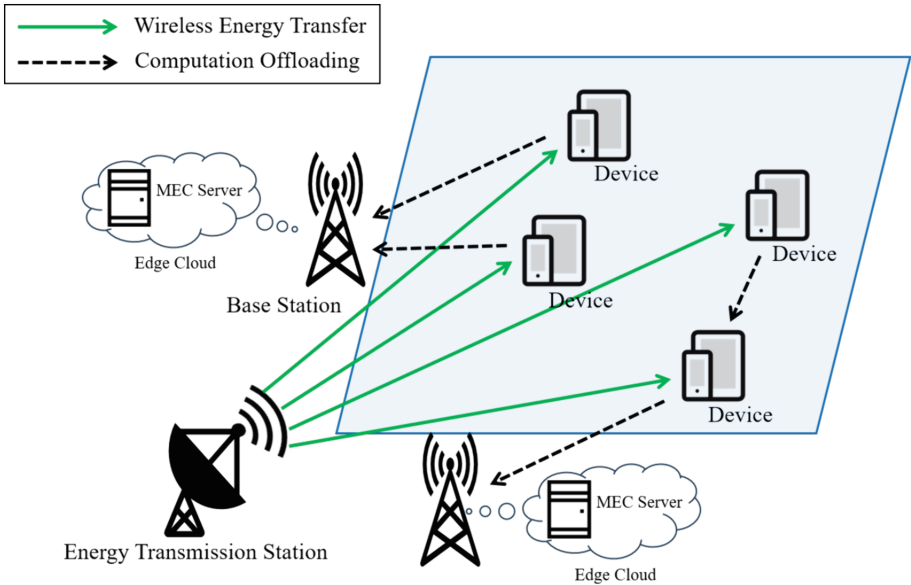 Wireless Energy Transfer
Computation Offloading
Device
MEC Server
Edge Cloud
Base Station
Device
Device
Device
Energy Transmission Station
MEC Server
Edge Cloud